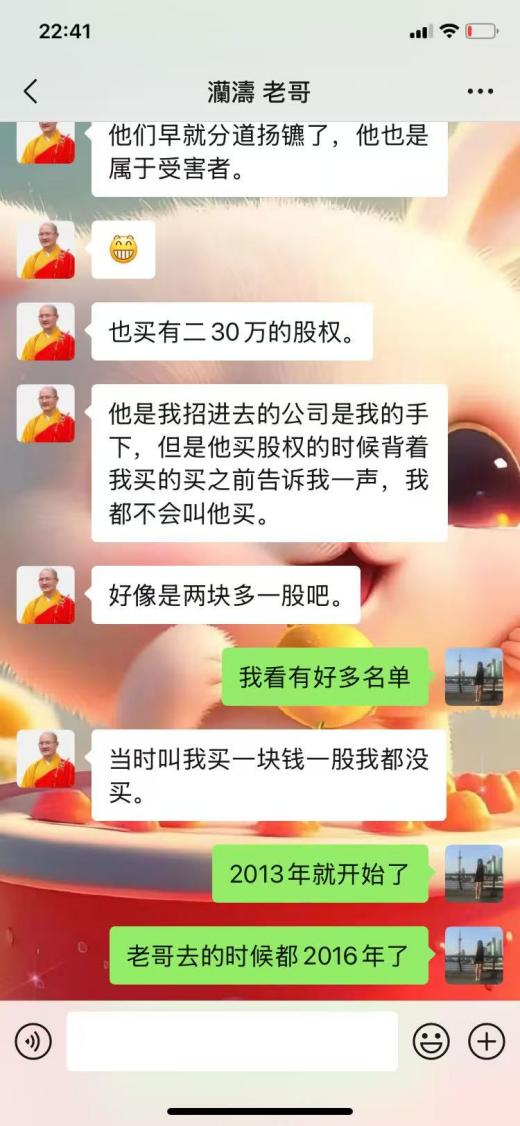 22:41
灡濤 老哥
他们早就分道扬镳了，他也是
属于受害者。
也买有二30万的股权。
他是我招进去的公司是我的手
下，但是他买股权的时候背着
我买的买之前告诉我一声，我
都不会叫他买。
好像是两块多一股吧。
我看有好多名单
当时叫我买一块钱一股我都没
买。
2013年就开始了
老哥去的时候都2016年了